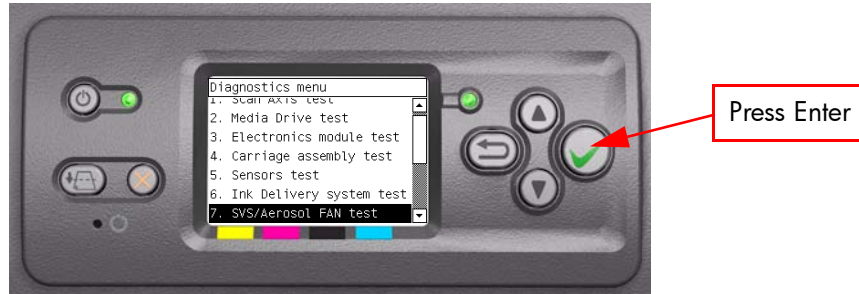 Diagnostics menu
1. Scan Axis test
2. Media Drive test
3. Electronics module test
4. Carriage assembly test
5. Sensors test
6. Ink Delivery system test
7. SVS/Aerosol FAN test
Press Enter